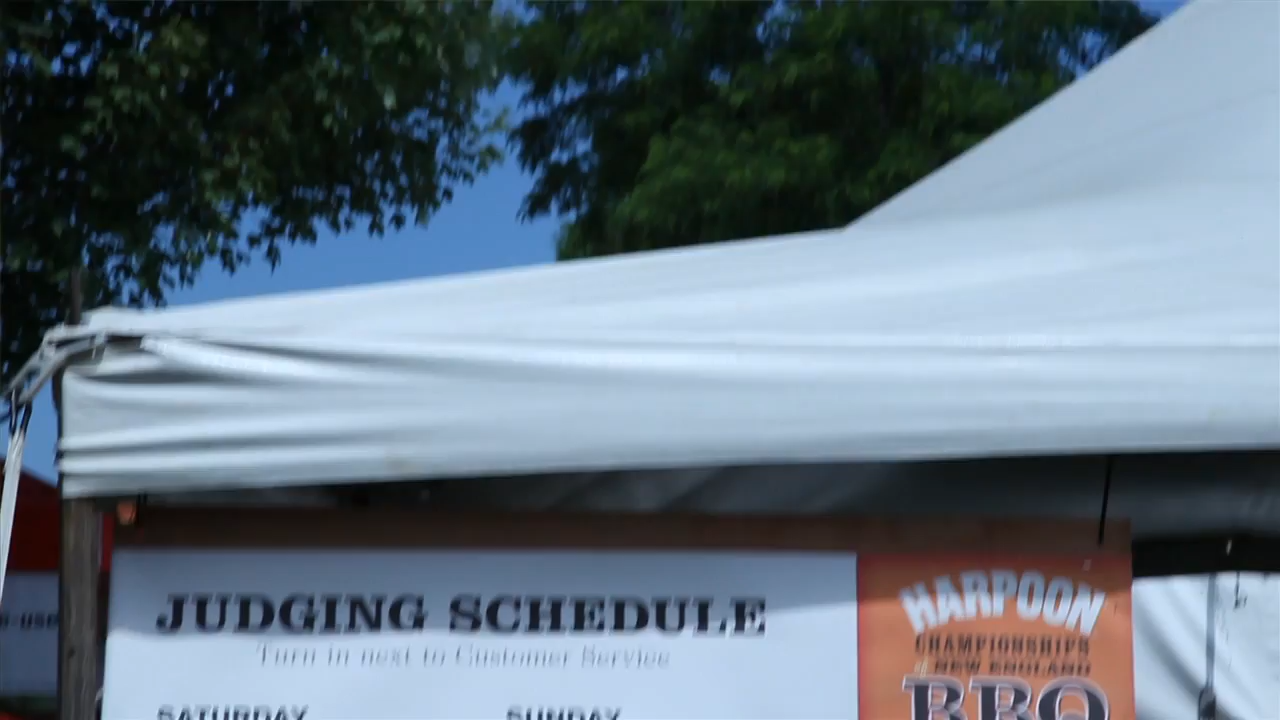 JUDGING SCHEDULE
Turn in next to Customer Service
SATURDAY SUNDAY
HARPOON
CHAMPIONSHIPS
NEW ENGLAND
BBQ